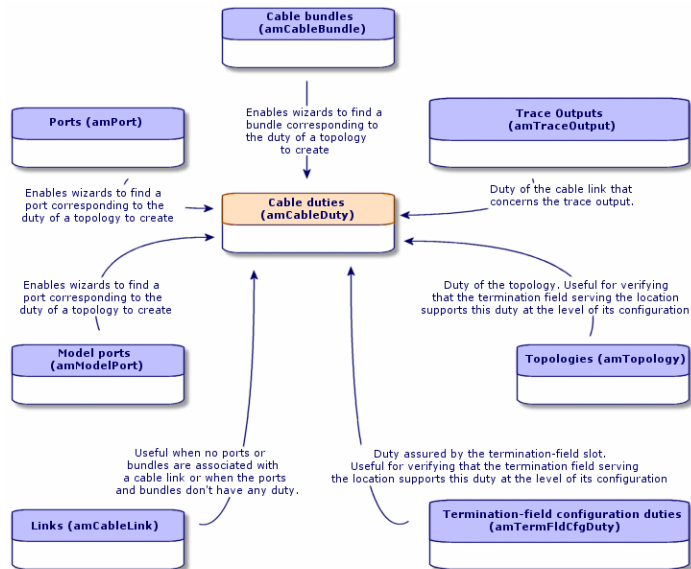 Cable bundles
(amCableBundle)
Enables wizards to find a
bundle corresponding to
the duty of a topology
to create
Ports (amPort)
Trace Outputs
(amTraceOutput)
Enables wizards to find a
port corresponding to the
duty of a topology to create
Cable duties
(amCableDuty)
Duty of the cable link that
concerns the trace output.
Enables wizards to find a
port corresponding to the
duty of a topology to create
Duty of the topology. Useful for verifying
that the termination field serving the location
supports this duty at the level of its configuration
Model ports
(amModelPort)
Topologies (amTopology)
Useful when no ports or
bundles are associated with
a cable link or when the ports
and bundles don't have any duty.
Duty assured by the termination-field slot.
Useful for verifying that the termination field serving
the location supports this duty at the level of its configuration
Links (amCableLink)
Termination-field configuration duties
(amTermFldCfgDuty)